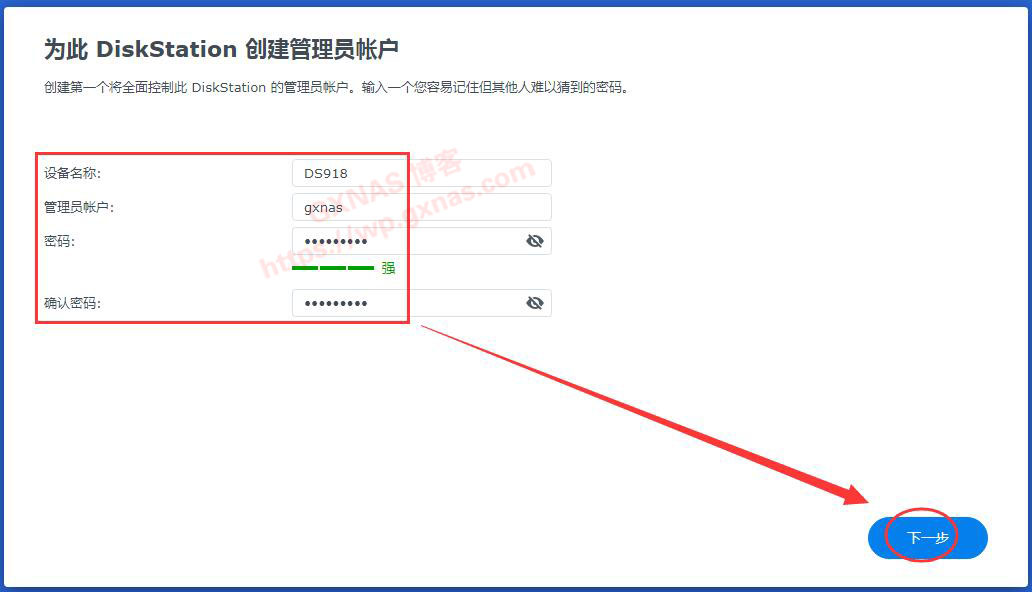 为此 DiskStation 创建管理员帐户
创建第一个将全面控制此 DiskStation 的管理员帐户。输入一个您容易记住但其他人难以猜到的密码。
设备名称: DS918
管理员帐户: gxnas
密码: •••••••••
强
确认密码: •••••••••
GXNAS 博客
https://wp.gxnas.com
下一步